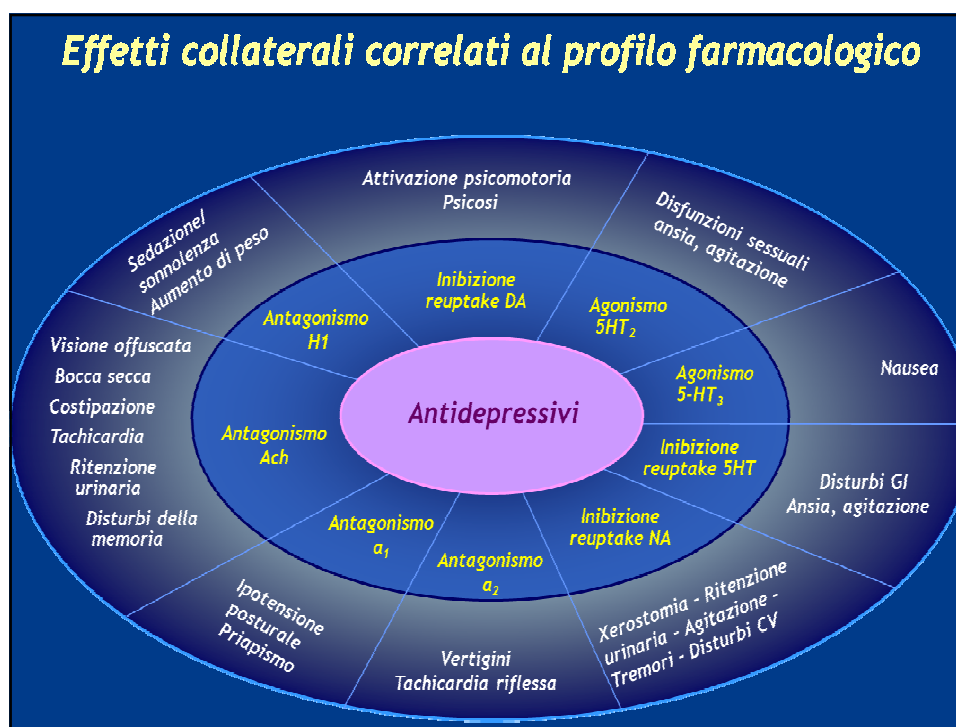 Effetti collaterali correlati al profilo farmacologico
Attivazione psicomotoria
Psicosi
Disfunzioni sessuali
ansia, agitazione
Nausea
Disturbi GI
Ansia, agitazione
Xerostomia - Ritenzione
urinaria - Agitazione -
Tremori - Disturbi CV
Vertigini
Tachicardia riflessa
Ipotensione
posturale
Priapismo
Visione offuscata
Bocca secca
Costipazione
Tachicardia
Ritenzione
urinaria
Disturbi della
memoria
Sedazionel
sonnolenza
Aumento di peso
Inibizione
reuptake DA
Agonismo
5HT2
Agonismo
5-HT3
Inibizione
reuptake 5HT
Inibizione
reuptake NA
Antagonismo
α2
Antagonismo
α1
Antagonismo
Ach
Antagonismo
H1
Antidepressivi